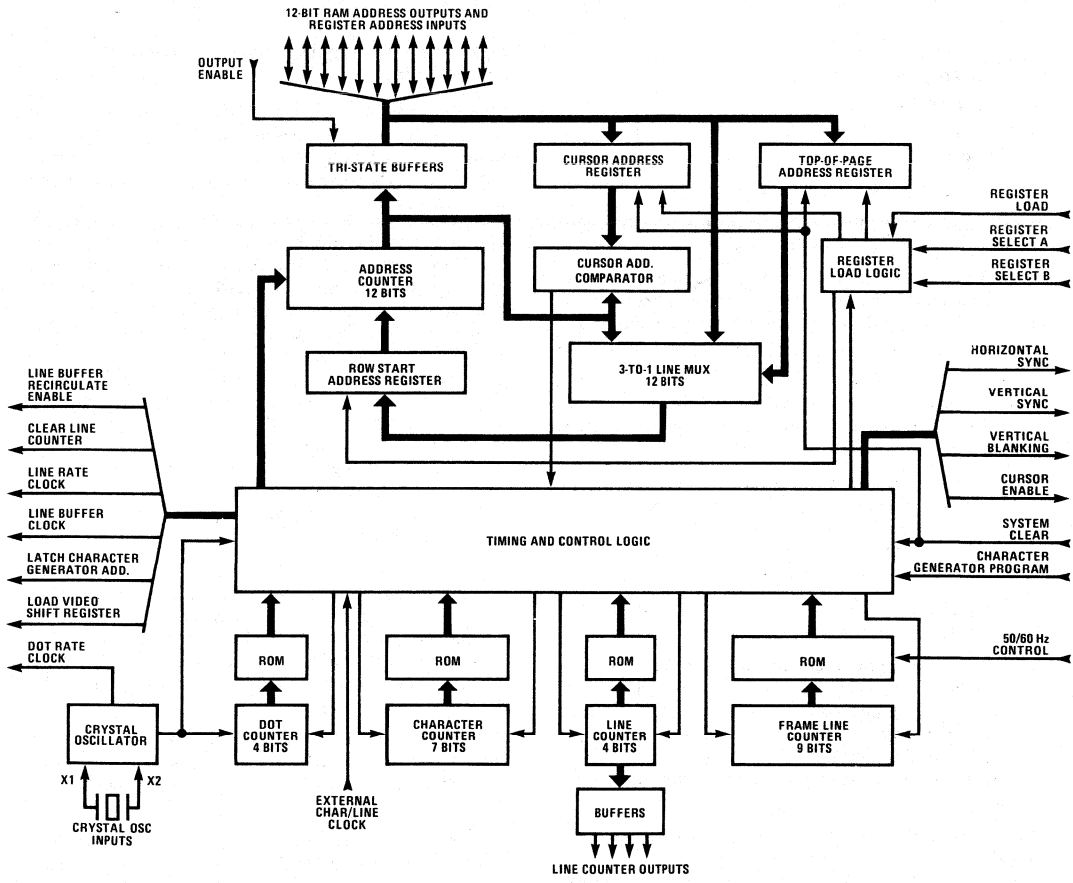 12-BIT RAM ADDRESS OUTPUTS AND
REGISTER ADDRESS INPUTS
OUTPUT
ENABLE
TRI-STATE BUFFERS
CURSOR ADDRESS
REGISTER
TOP-OF-PAGE
ADDRESS REGISTER
REGISTER
LOAD
REGISTER
SELECT A
REGISTER
SELECT B
ADDRESS
COUNTER
12 BITS
CURSOR ADD.
COMPARATOR
REGISTER
LOAD LOGIC
ROW START
ADDRESS REGISTER
3-TO-1 LINE MUX
12 BITS
HORIZONTAL
SYNC
VERTICAL
SYNC
VERTICAL
BLANKING
CURSOR
ENABLE
SYSTEM
CLEAR
CHARACTER
GENERATOR PROGRAM
LINE BUFFER
RECIRCULATE
ENABLE
CLEAR LINE
COUNTER
LINE RATE
CLOCK
LINE BUFFER
CLOCK
LATCH CHARACTER
GENERATOR ADD.
LOAD VIDEO
SHIFT REGISTER
TIMING AND CONTROL LOGIC
DOT RATE
CLOCK
ROM
ROM
ROM
ROM
50/60 Hz
CONTROL
CRYSTAL
OSCILLATOR
DOT
COUNTER
4 BITS
CHARACTER
COUNTER
7 BITS
LINE
COUNTER
4 BITS
FRAME LINE
COUNTER
9 BITS
X1
X2
CRYSTAL OSC
INPUTS
EXTERNAL
CHAR/LINE
CLOCK
BUFFERS
LINE COUNTER OUTPUTS